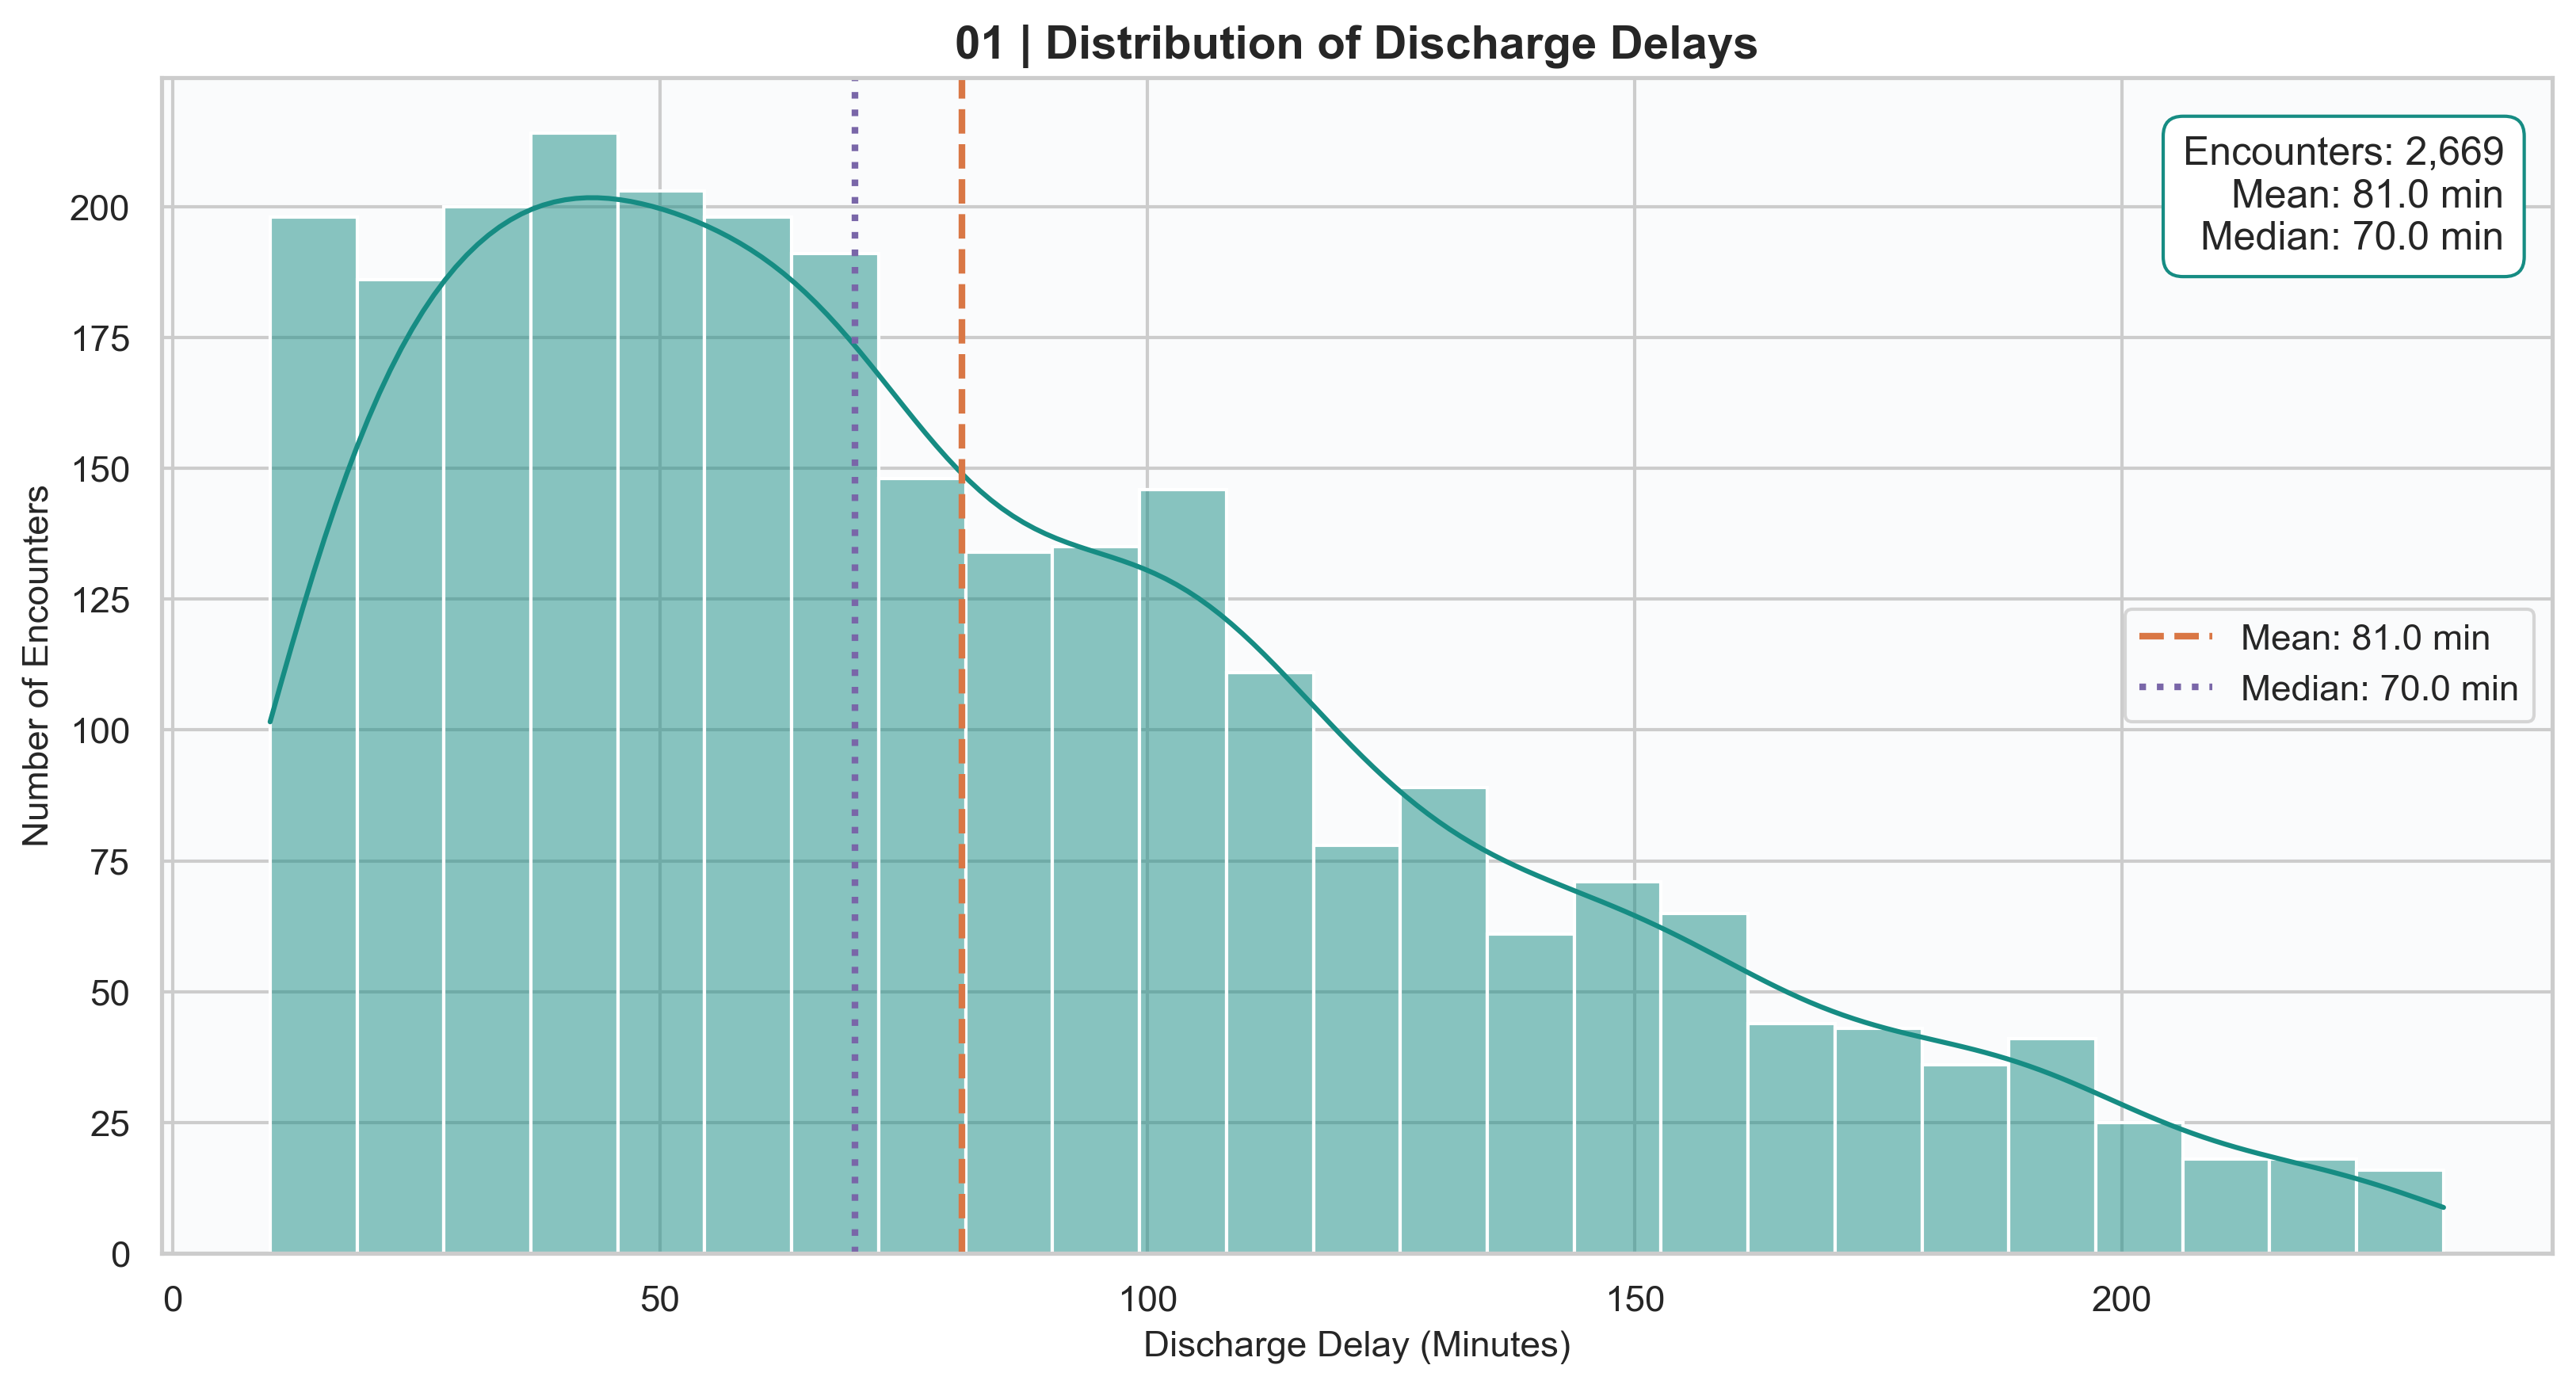 01 | Distribution of Discharge Delays
Encounters: 2,669
Mean: 81.0 min
Median: 70.0 min
Mean: 81.0 min
Median: 70.0 min
Number of Encounters
200
175
150
125
100
75
50
25
0
0
50
100
150
200
Discharge Delay (Minutes)